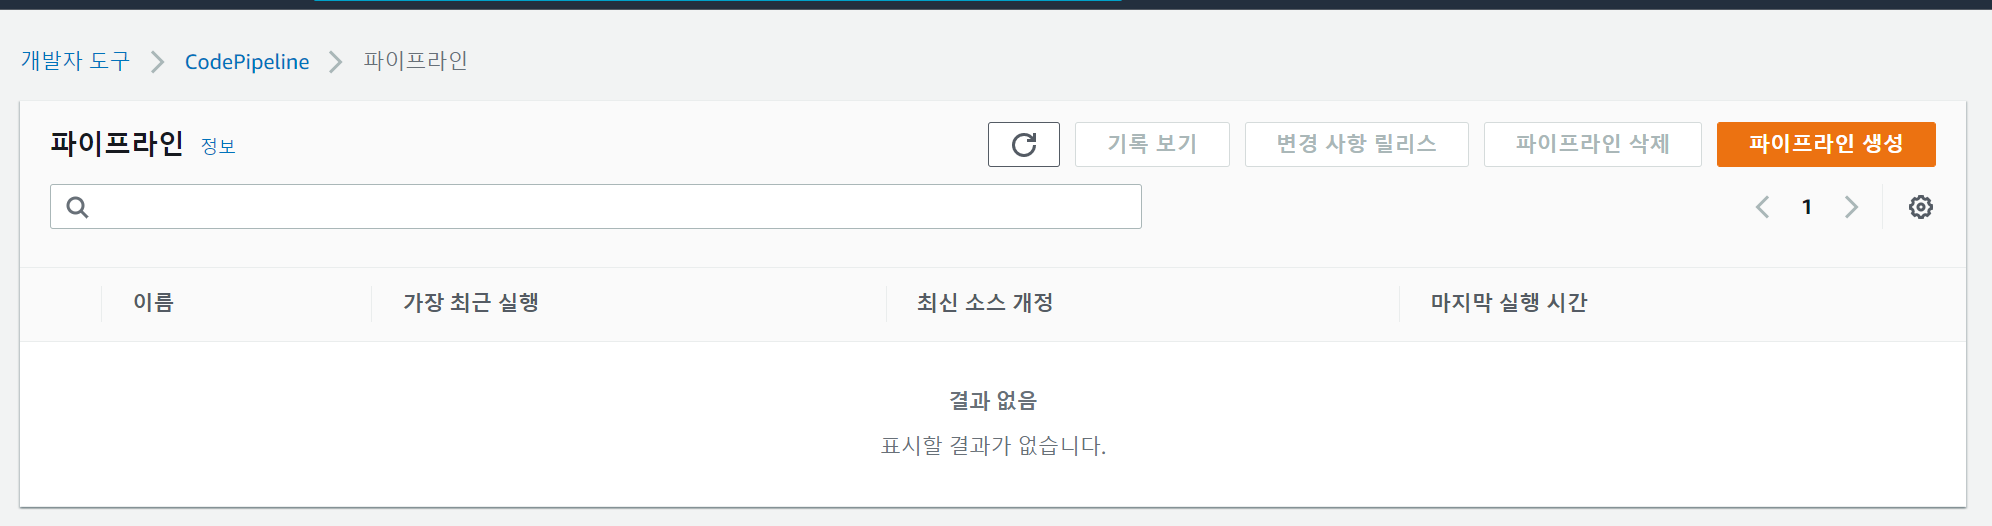 개발자 도구 CodePipeline 파이프라인
파이프라인 정보 기록 보기 변경 사항 릴리스 파이프라인 삭제 파이프라인 생성
1
이름 가장 최근 실행 최신 소스 개정 마지막 실행 시간
결과 없음
표시할 결과가 없습니다.